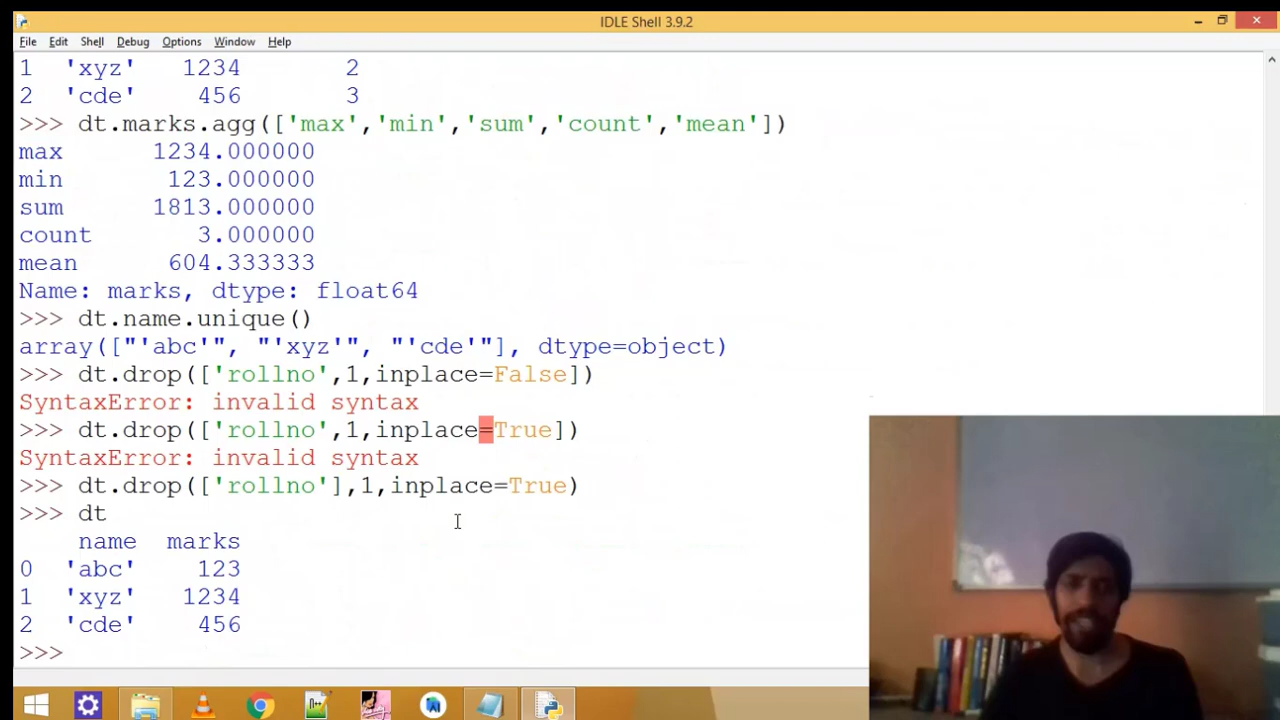 IDLE Shell 3.9.2
File Edit Shell Debug Options Window Help
1 'xyz' 1234 2
2 'cde' 456 3
>>> dt.marks.agg(['max','min','sum','count','mean'])
max 1234.000000
min 123.000000
sum 1813.000000
count 3.000000
mean 604.333333
Name: marks, dtype: float64
>>> dt.name.unique()
array(["'abc'", "'xyz'", "'cde'"], dtype=object)
>>> dt.drop(['rollno',1,inplace=False])
SyntaxError: invalid syntax
>>> dt.drop(['rollno',1,inplace=True])
SyntaxError: invalid syntax
>>> dt.drop(['rollno'],1,inplace=True)
>>> dt
name marks
0 'abc' 123
1 'xyz' 1234
2 'cde' 456
>>>